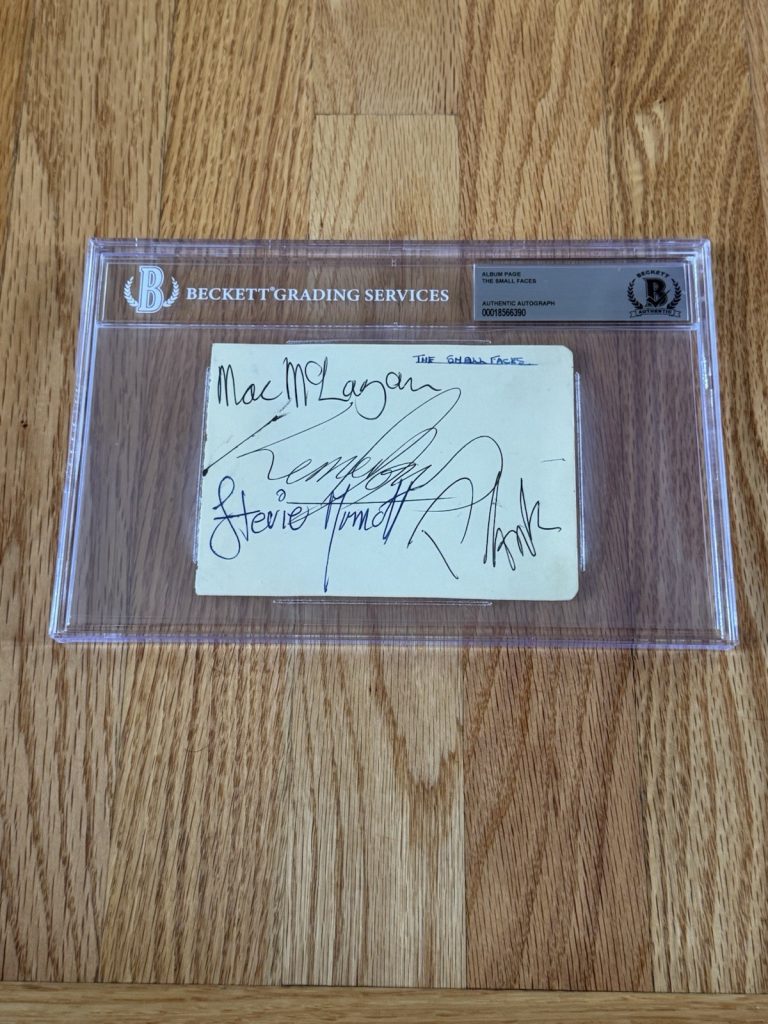 BECKETT® GRADING SERVICES
ALBUM PAGE
THE SMALL FACES
AUTHENTIC AUTOGRAPH
00018566390
BECKETT
B
AUTHENTIC
B
THE SMALL FACES
Mac McLagan
Stevie